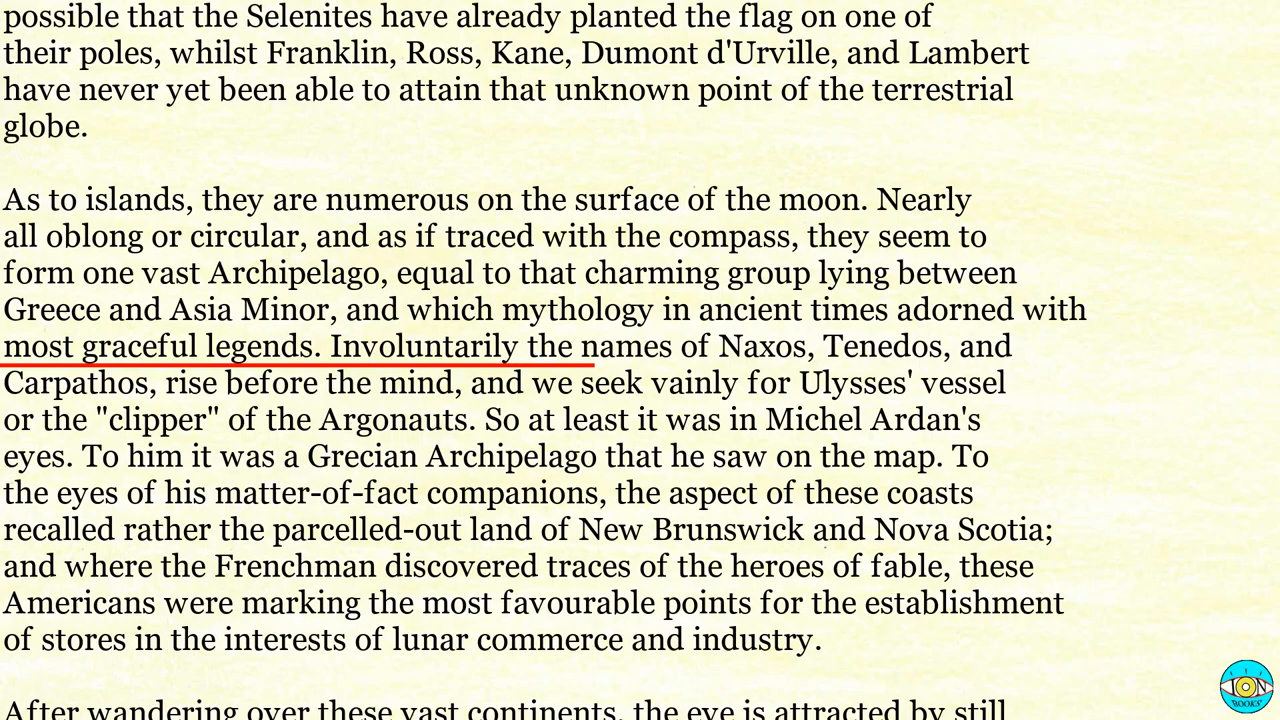 possible that the Selenites have already planted the flag on one of
their poles, whilst Franklin, Ross, Kane, Dumont d'Urville, and Lambert
have never yet been able to attain that unknown point of the terrestrial
globe.
As to islands, they are numerous on the surface of the moon. Nearly
all oblong or circular, and as if traced with the compass, they seem to
form one vast Archipelago, equal to that charming group lying between
Greece and Asia Minor, and which mythology in ancient times adorned with
most graceful legends. Involuntarily the names of Naxos, Tenedos, and
Carpathos, rise before the mind, and we seek vainly for Ulysses' vessel
or the "clipper" of the Argonauts. So at least it was in Michel Ardan's
eyes. To him it was a Grecian Archipelago that he saw on the map. To
the eyes of his matter-of-fact companions, the aspect of these coasts
recalled rather the parcelled-out land of New Brunswick and Nova Scotia;
and where the Frenchman discovered traces of the heroes of fable, these
Americans were marking the most favourable points for the establishment
of stores in the interests of lunar commerce and industry.
After wandering over these vast continents, the eye is attracted by still
ION
BOOKS